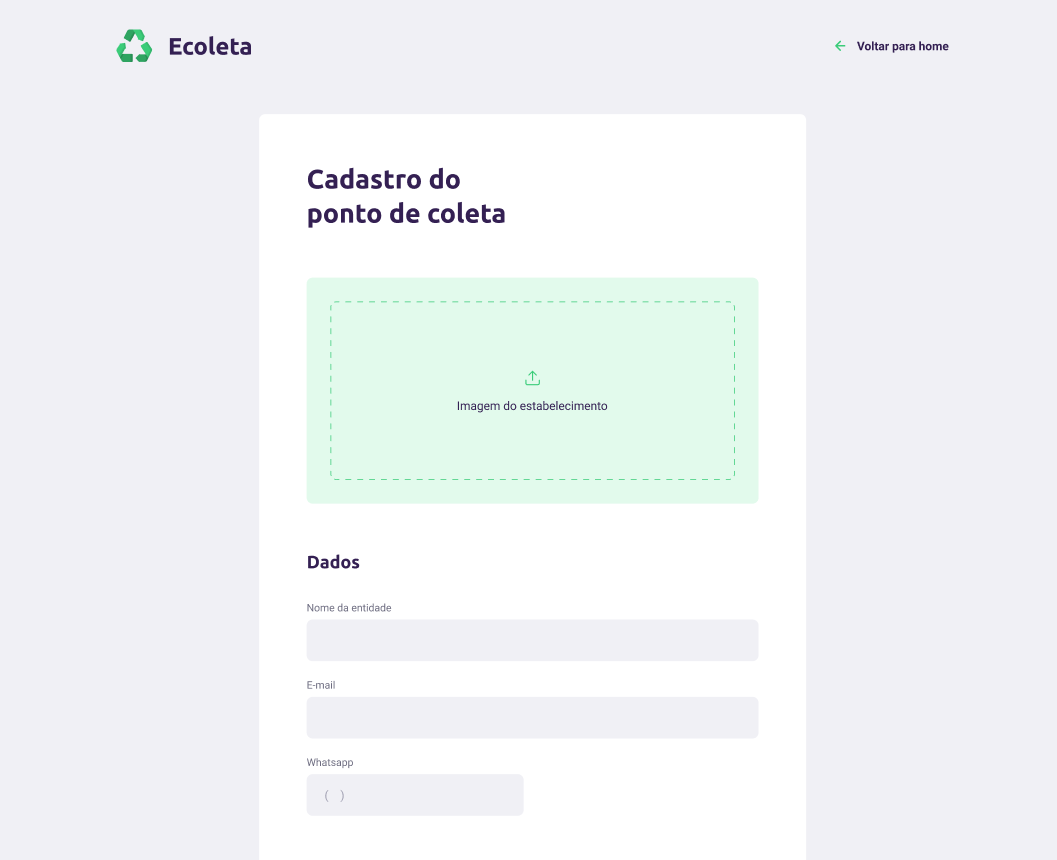 Ecoleta
Voltar para home
Cadastro do
ponto de coleta
Imagem do estabelecimento
Dados
Nome da entidade
E-mail
Whatsapp
( )